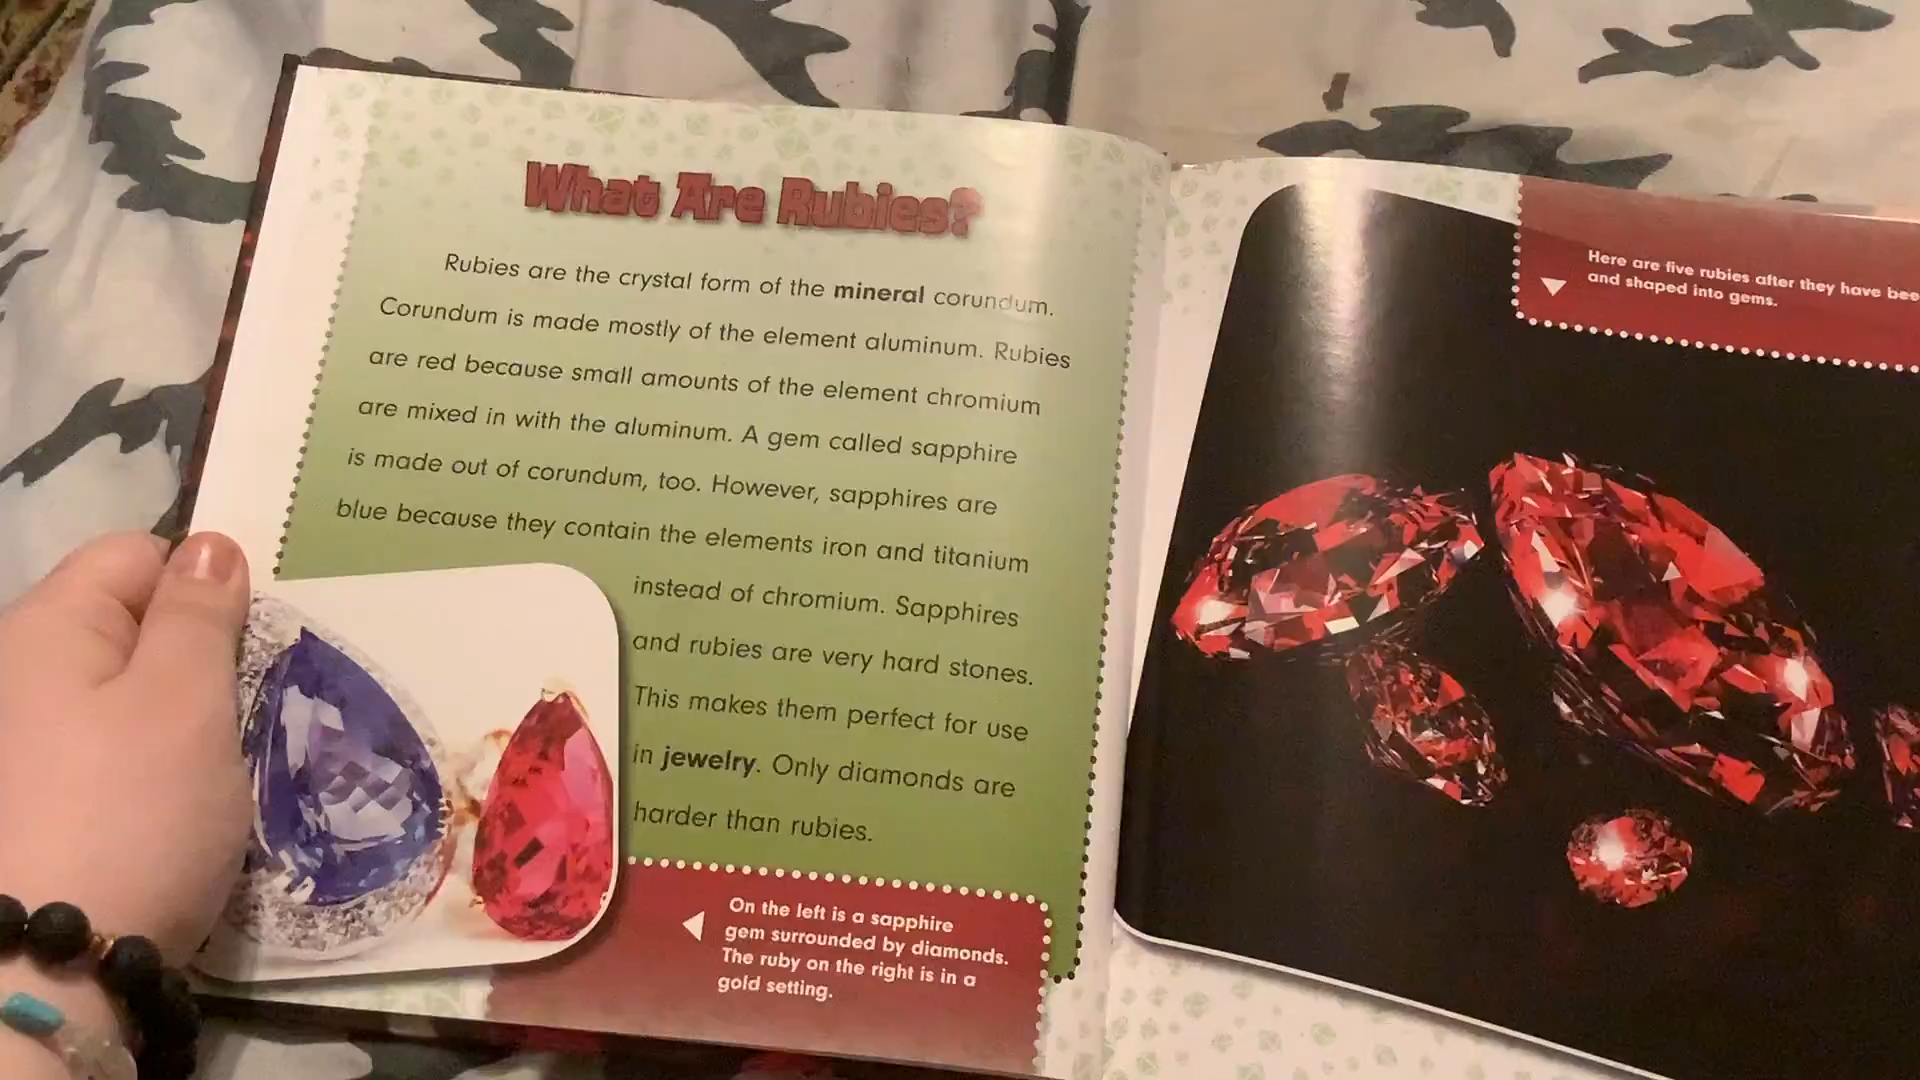 What Are Rubies?
Rubies are the crystal form of the mineral corundum.
Corundum is made mostly of the element aluminum. Rubies
are red because small amounts of the element chromium
are mixed in with the aluminum. A gem called sapphire
is made out of corundum, too. However, sapphires are
blue because they contain the elements iron and titanium
instead of chromium. Sapphires
and rubies are very hard stones.
This makes them perfect for use
in jewelry. Only diamonds are
harder than rubies.
On the left is a sapphire
gem surrounded by diamonds.
The ruby on the right is in a
gold setting.
Here are five rubies after they have
and shaped into gems.